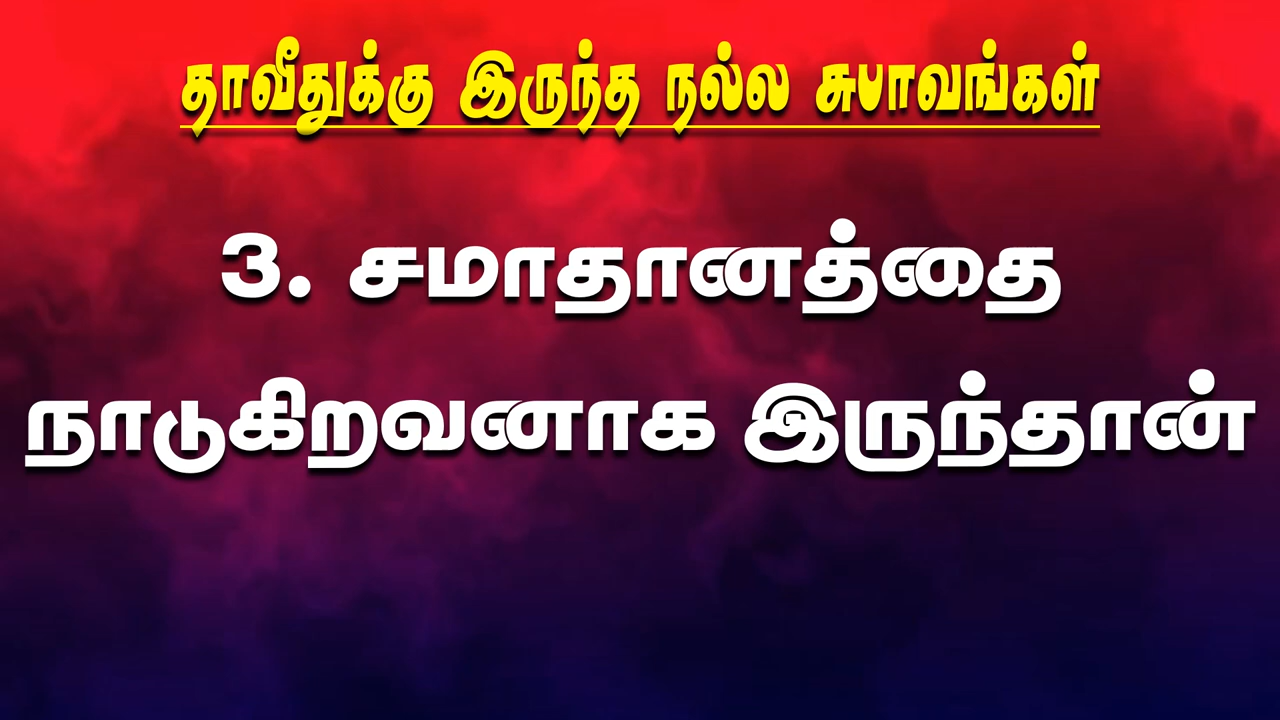 தாவீதுக்கு இருந்த நல்ல சுபாவங்கள்
3. சமாதானத்தை
நாடுகிறவனாக இருந்தான்